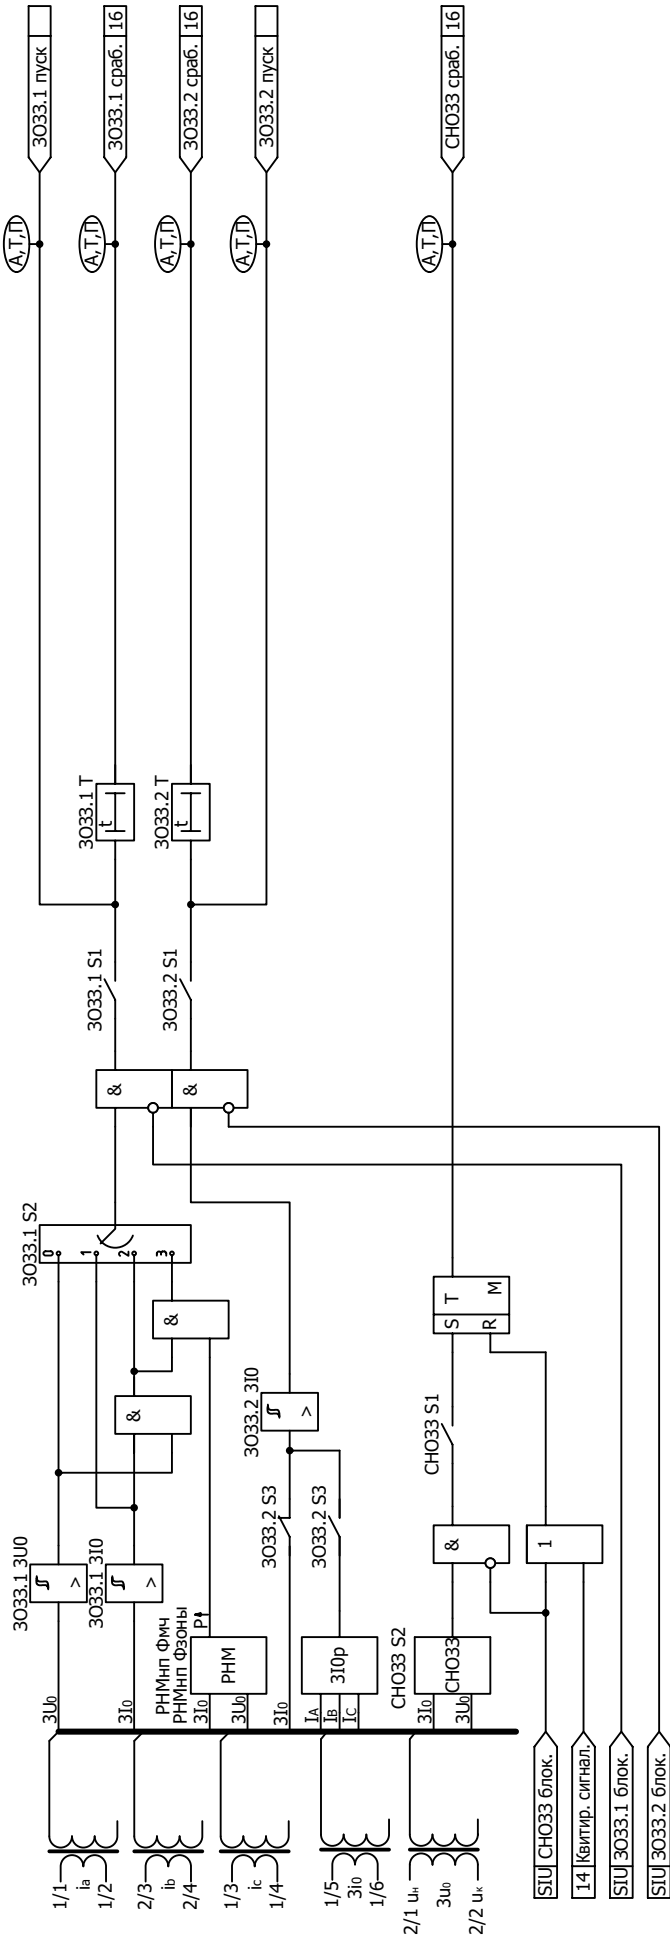 ЗОЗЗ.1 пуск
ЗОЗЗ.1 сраб. 16
ЗОЗЗ.2 сраб. 16
ЗОЗЗ.2 пуск
СНОЗЗ сраб. 16
А,Т,П
А,Т,П
А,Т,П
А,Т,П
А,Т,П
ЗОЗЗ.1 T
t
ЗОЗЗ.2 T
t
ЗОЗЗ.1 S1
ЗОЗЗ.2 S1
&
&
ЗОЗЗ.1 S2
0
1
2
3
&
&
ЗОЗЗ.2 3I0
>
S T
R M
СНОЗЗ S1
ЗОЗЗ.2 S3
ЗОЗЗ.2 S3
&
1
ЗОЗЗ.1 3U0
>
ЗОЗЗ.1 3I0
>
РНМнп Фмч
РНМнп Фзоны
P
РНМ
3I0р
СНОЗЗ S2
СНОЗЗ
3U₀
3I₀
3I₀
3U₀
3I₀
IA
IB
IC
3I₀
3U₀
1/1
ia
1/2
2/3
ib
2/4
1/3
ic
1/4
1/5
3i₀
1/6
2/1 uн
3u₀
2/2 uк
SIU СНОЗЗ блок.
14 Квитир. сигнал.
SIU ЗОЗЗ.1 блок.
SIU ЗОЗЗ.2 блок.